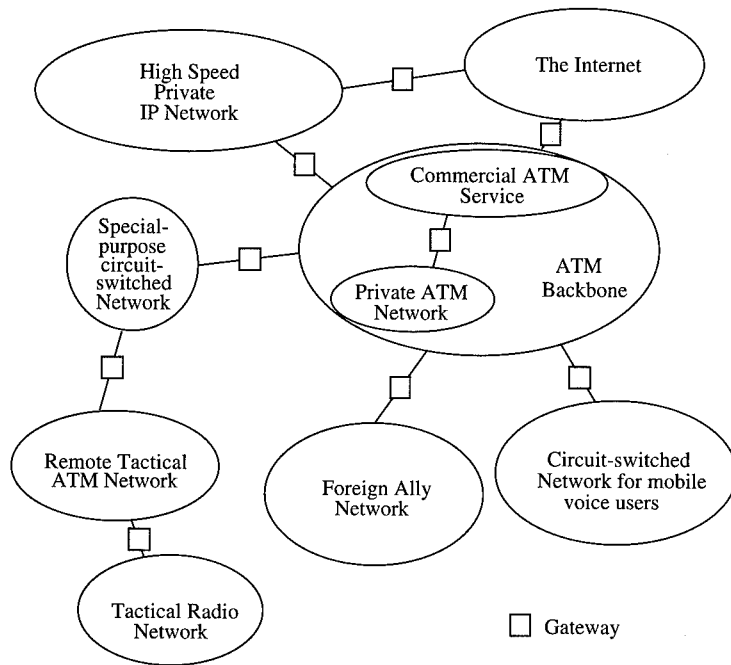 High Speed
Private
IP Network
The Internet
Commercial ATM
Service
Special-
purpose
circuit-
switched
Network
ATM
Backbone
Private ATM
Network
Remote Tactical
ATM Network
Foreign Ally
Network
Circuit-switched
Network for mobile
voice users
Tactical Radio
Network
Gateway